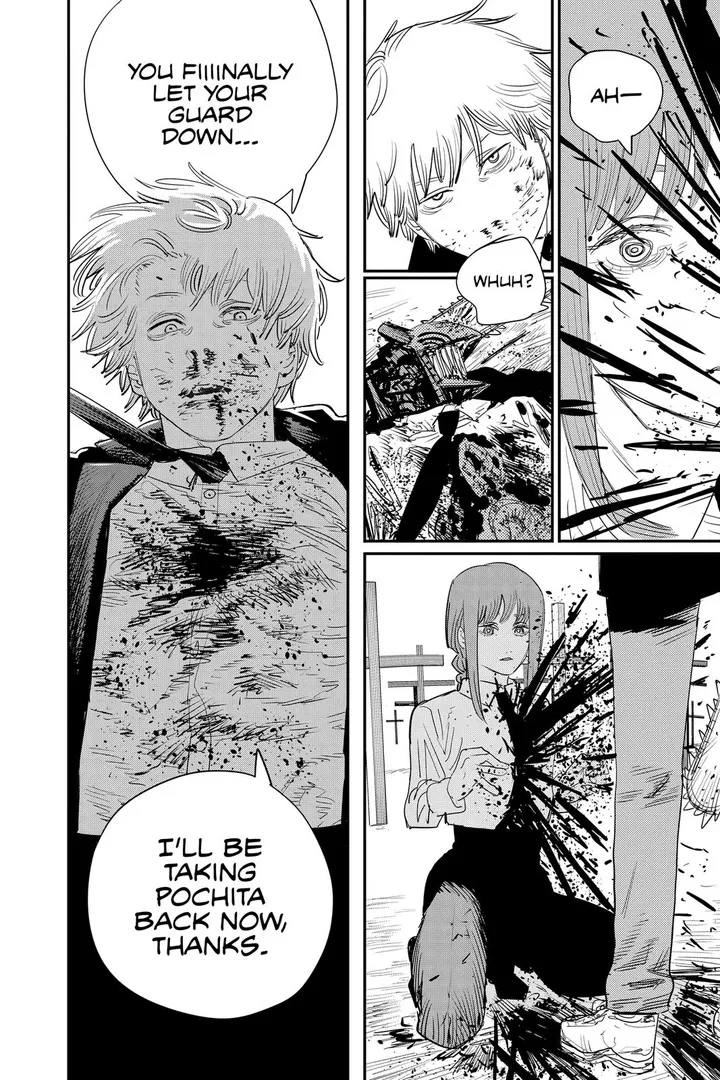 AH—
WHUH?
YOU FIIIINALLY
LET YOUR
GUARD
DOWN...
I'LL BE
TAKING
POCHITA
BACK NOW,
THANKS.